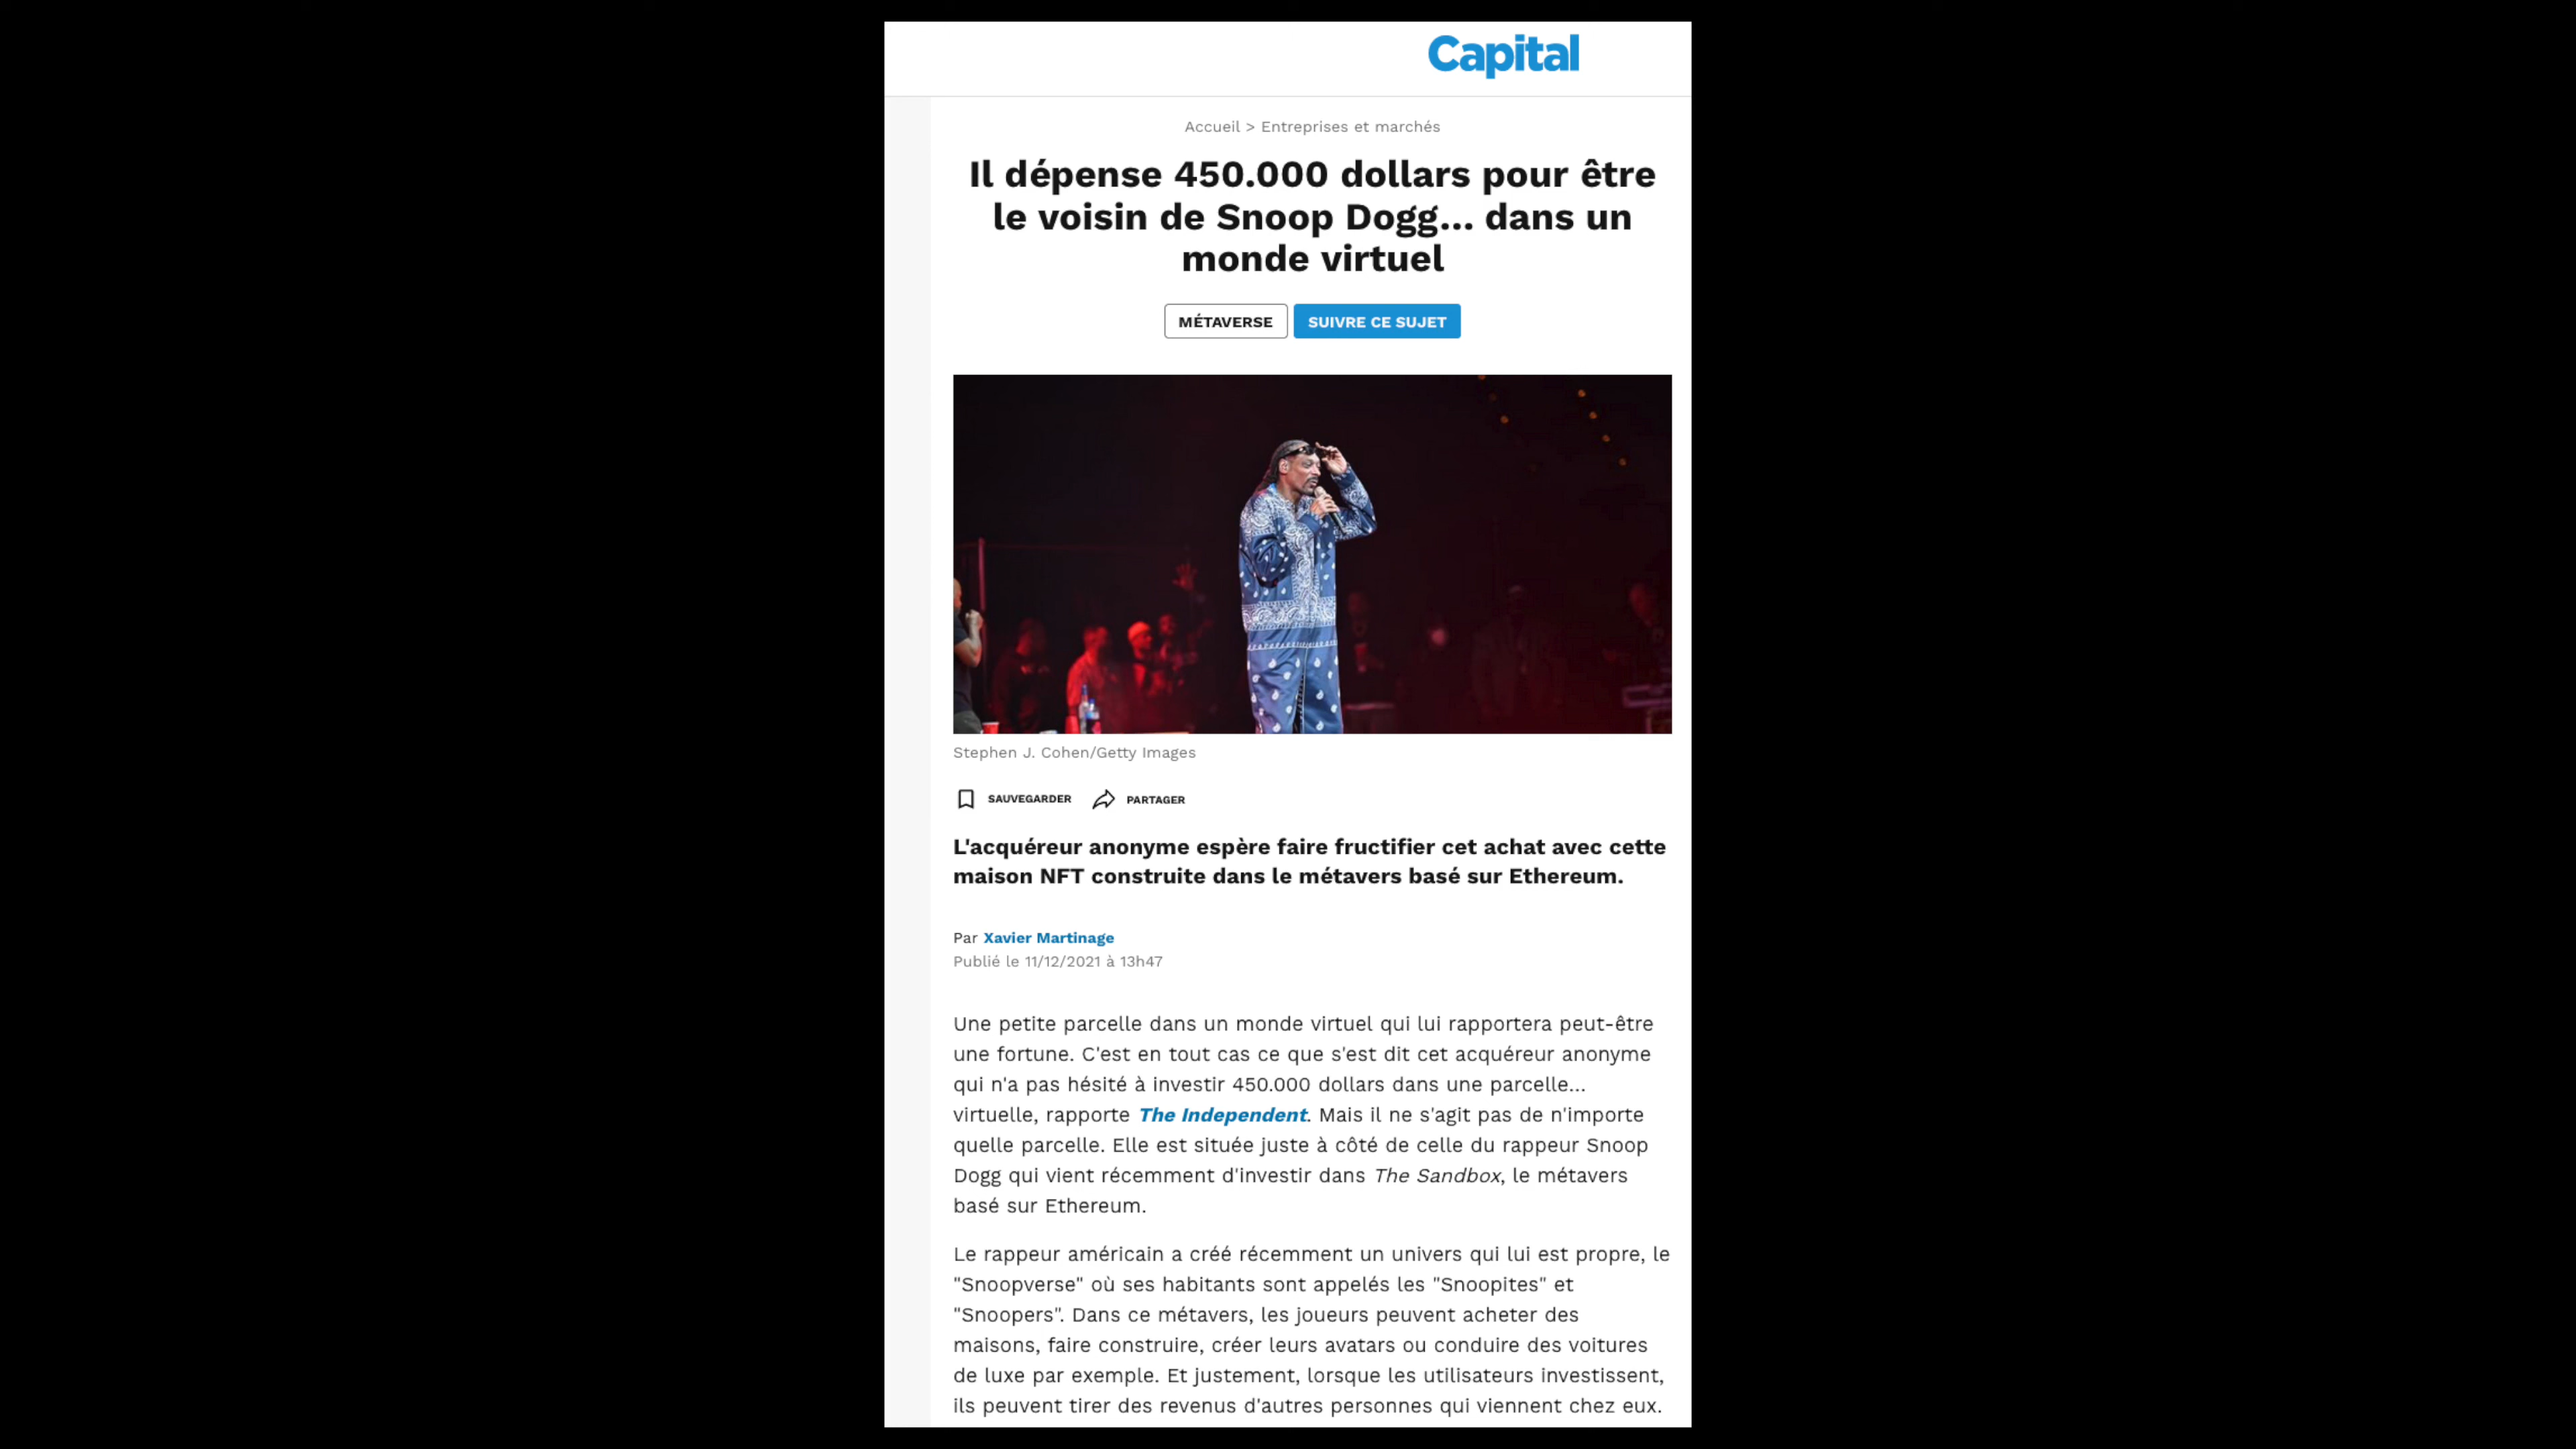 Capital
Accueil > Entreprises et marchés
Il dépense 450.000 dollars pour être
le voisin de Snoop Dogg... dans un
monde virtuel
MÉTAVERSE SUIVRE CE SUJET
Stephen J. Cohen/Getty Images
SAUVEGARDER PARTAGER
L'acquéreur anonyme espère faire fructifier cet achat avec cette
maison NFT construite dans le métavers basé sur Ethereum.
Par Xavier Martinage
Publié le 11/12/2021 à 13h47
Une petite parcelle dans un monde virtuel qui lui rapportera peut-être
une fortune. C'est en tout cas ce que s'est dit cet acquéreur anonyme
qui n'a pas hésité à investir 450.000 dollars dans une parcelle...
virtuelle, rapporte The Independent. Mais il ne s'agit pas de n'importe
quelle parcelle. Elle est située juste à côté de celle du rappeur Snoop
Dogg qui vient récemment d'investir dans The Sandbox, le métavers
basé sur Ethereum.
Le rappeur américain a créé récemment un univers qui lui est propre, le
"Snoopverse" où ses habitants sont appelés les "Snoopites" et
"Snoopers". Dans ce métavers, les joueurs peuvent acheter des
maisons, faire construire, créer leurs avatars ou conduire des voitures
de luxe par exemple. Et justement, lorsque les utilisateurs investissent,
ils peuvent tirer des revenus d'autres personnes qui viennent chez eux.